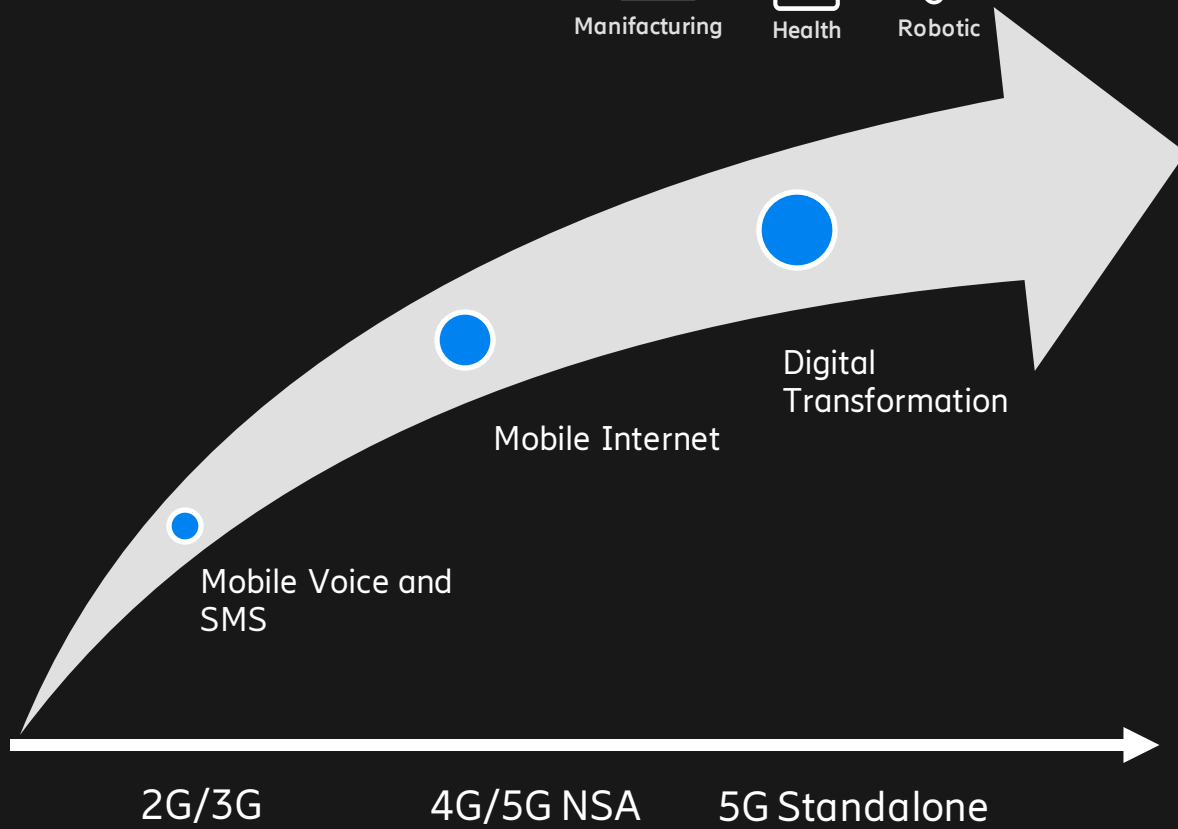 Manifacturing
Health
Robotic
Digital
Transformation
Mobile Internet
Mobile Voice and
SMS
2G/3G
4G/5G NSA
5G Standalone